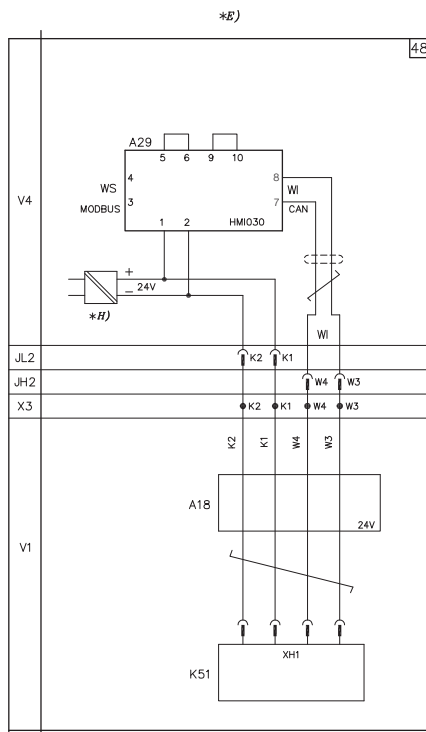 *E)
48
A29
5 6 9 10
4 8
WS WI
V4
MODBUS 3 7 CAN
1 2 HMI030
+
− 24V
*H)
WI
JL2 K2 K1
JH2 W4 W3
X3 K2 K1 W4 W3
K2 K1 W4 W3
A18
24V
V1
XH1
K51